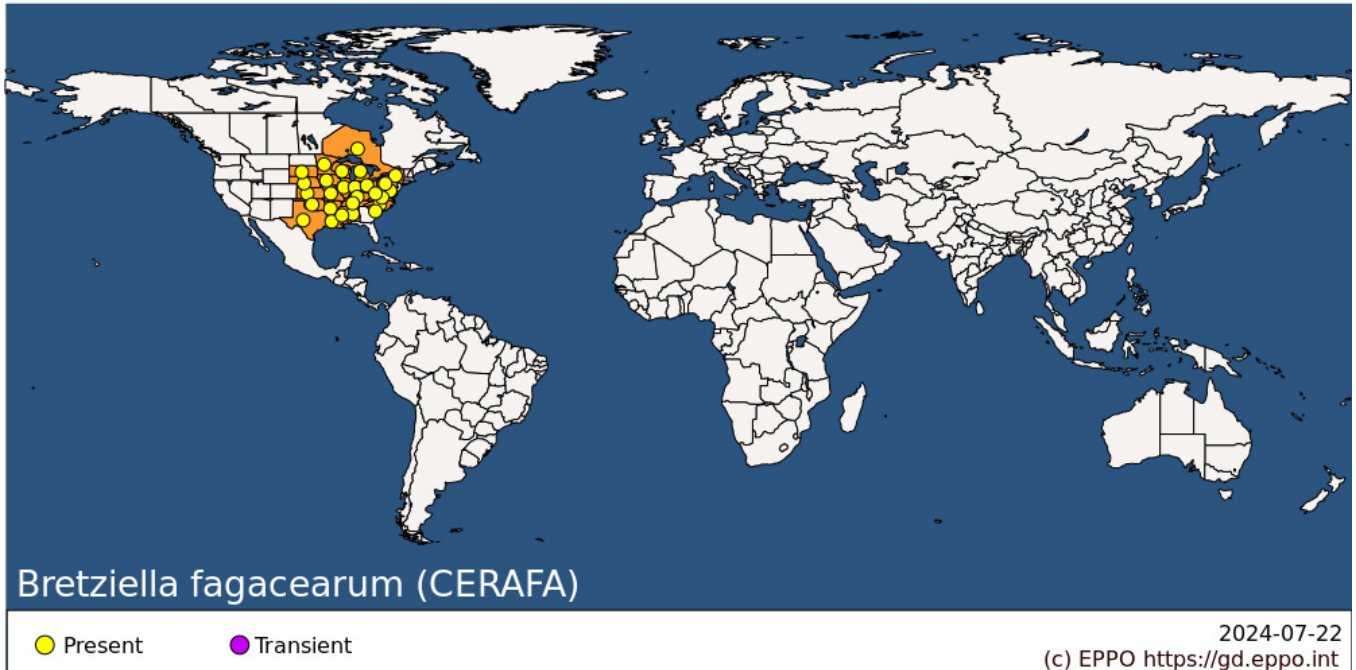 Bretziella fagacearum (CERAFA)
Present
Transient
2024-07-22
(c) EPPO https://gd.eppo.int